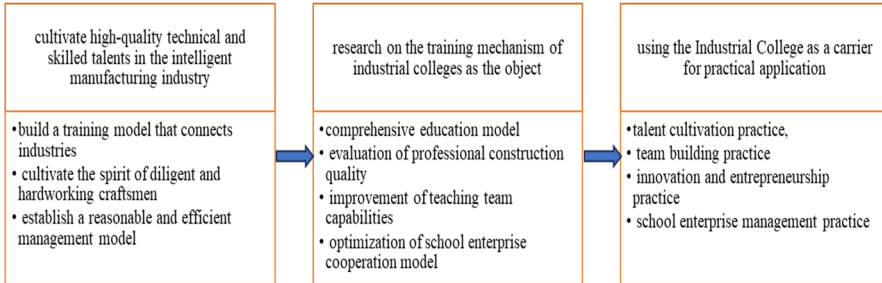 cultivate high-quality technical and
skilled talents in the intelligent
manufacturing industry
•build a training model that connects
industries
• cultivate the spirit of diligent and
hardworking craftsmen
• establish a reasonable and efficient
management model
research on the training mechanism of
industrial colleges as the object
•comprehensive education model
• evaluation of professional construction
quality
• improvement of teaching team
capabilities
• optimization of school enterprise
cooperation model
using the Industrial College as a carrier
for practical application
•talent cultivation practice,
• team building practice
• innovation and entrepreneurship
practice
• school enterprise management practice